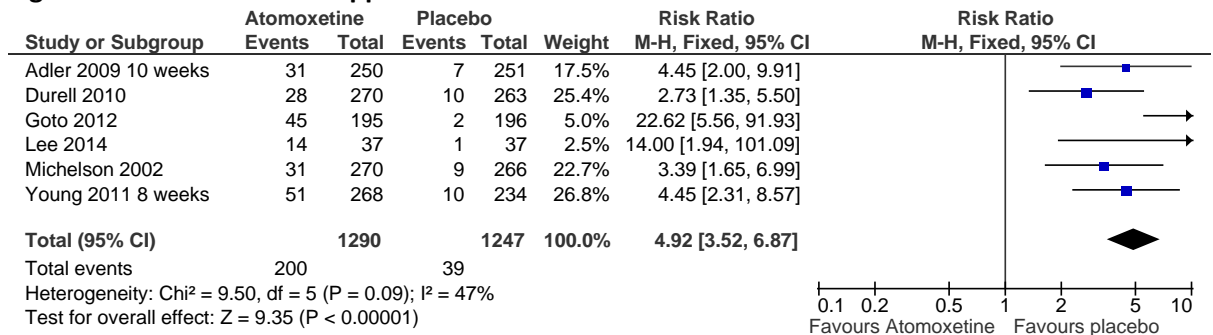 Atomoxetine Placebo Risk Ratio Risk Ratio
Study or Subgroup Events Total Events Total Weight M-H, Fixed, 95% CI M-H, Fixed, 95% CI
Adler 2009 10 weeks 31 250 7 251 17.5% 4.45 [2.00, 9.91]
Durell 2010 28 270 10 263 25.4% 2.73 [1.35, 5.50]
Goto 2012 45 195 2 196 5.0% 22.62 [5.56, 91.93]
Lee 2014 14 37 1 37 2.5% 14.00 [1.94, 101.09]
Michelson 2002 31 270 9 266 22.7% 3.39 [1.65, 6.99]
Young 2011 8 weeks 51 268 10 234 26.8% 4.45 [2.31, 8.57]
Total (95% CI) 1290 1247 100.0% 4.92 [3.52, 6.87]
Total events 200 39
Heterogeneity: Chi² = 9.50, df = 5 (P = 0.09); I² = 47%
Test for overall effect: Z = 9.35 (P < 0.00001)
0.1 0.2 0.5 1 2 5 10
Favours Atomoxetine Favours placebo